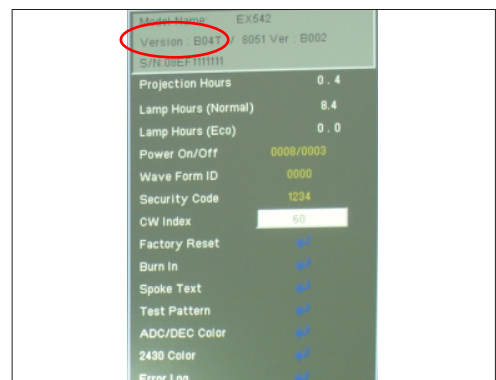 Model Name: EX542
Version : B04T / 8051 Ver : B002
S/N:08EF1111111
Projection Hours 0.4
Lamp Hours (Normal) 8.4
Lamp Hours (Eco) 0.0
Power On/Off 0008/0003
Wave Form ID 0000
Security Code 1234
CW Index 60
Factory Reset
Burn In
Spoke Text
Test Pattern
ADC/DEC Color
2430 Color
Error Log